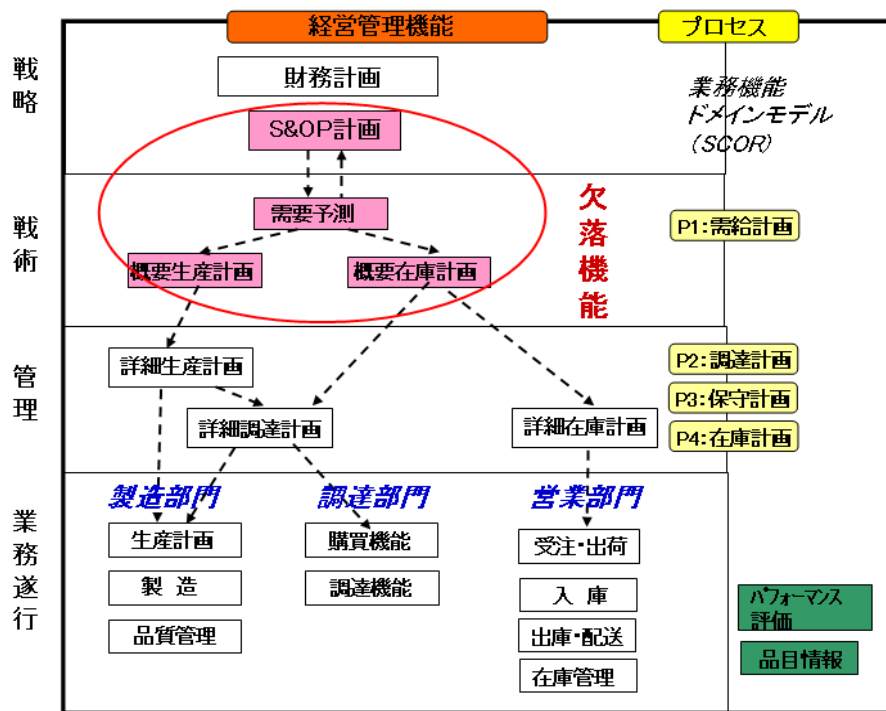 経営管理機能
プロセス
戦略
財務計画
業務機能
ドメインモデル
(SCOR)
S&OP計画
戦術
需要予測
欠落機能
P1:需給計画
概要生産計画
概要在庫計画
管理
詳細生産計画
P2:調達計画
P3:保守計画
詳細調達計画
詳細在庫計画
P4:在庫計画
業務遂行
製造部門
調達部門
営業部門
生産計画
購買機能
受注・出荷
製 造
調達機能
入 庫
パフォーマンス
評価
品質管理
出庫・配送
品目情報
在庫管理